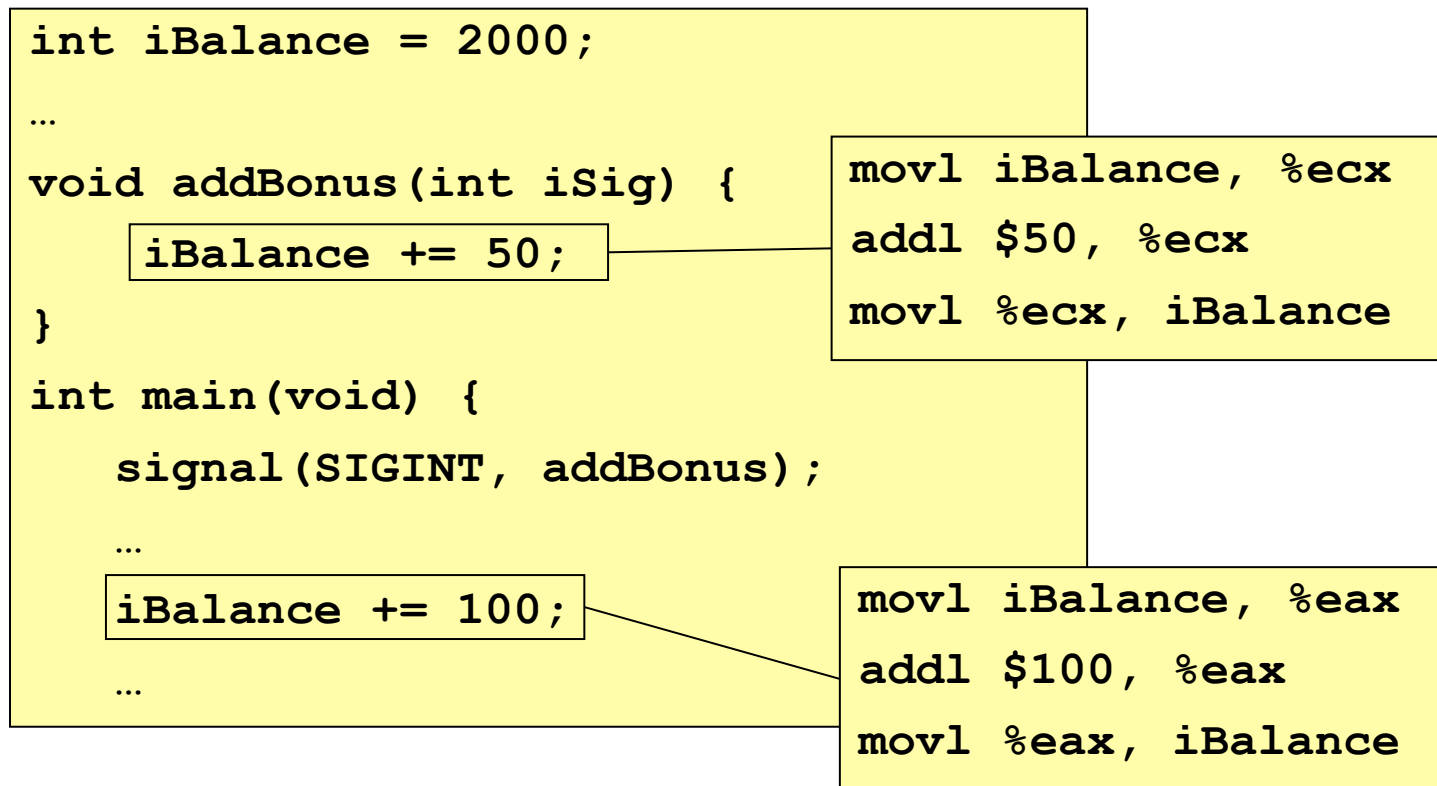 int iBalance = 2000;
…
void addBonus(int iSig) {
iBalance += 50;
}
int main(void) {
signal(SIGINT, addBonus);
…
iBalance += 100;
…
movl iBalance, %ecx
addl $50, %ecx
movl %ecx, iBalance
movl iBalance, %eax
addl $100, %eax
movl %eax, iBalance